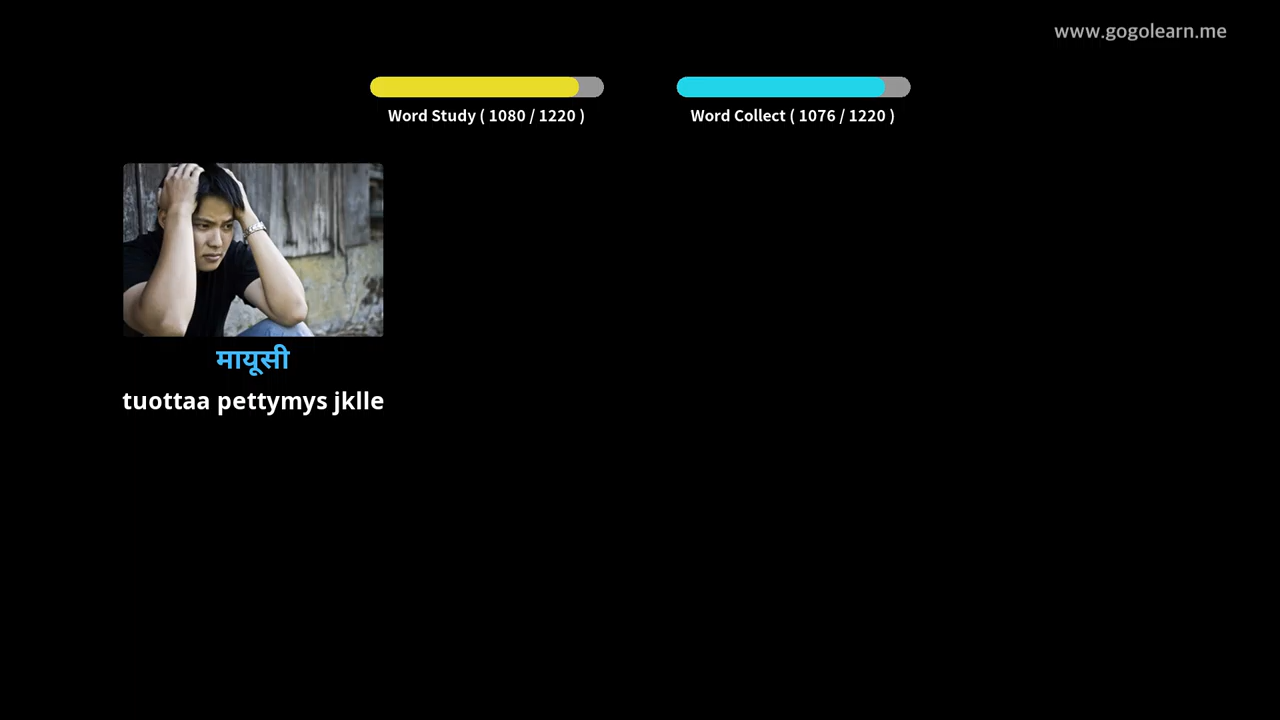 www.gogolearn.me
Word Study ( 1080 / 1220 )
Word Collect ( 1076 / 1220 )
मायूसी
tuottaa pettymys jklle